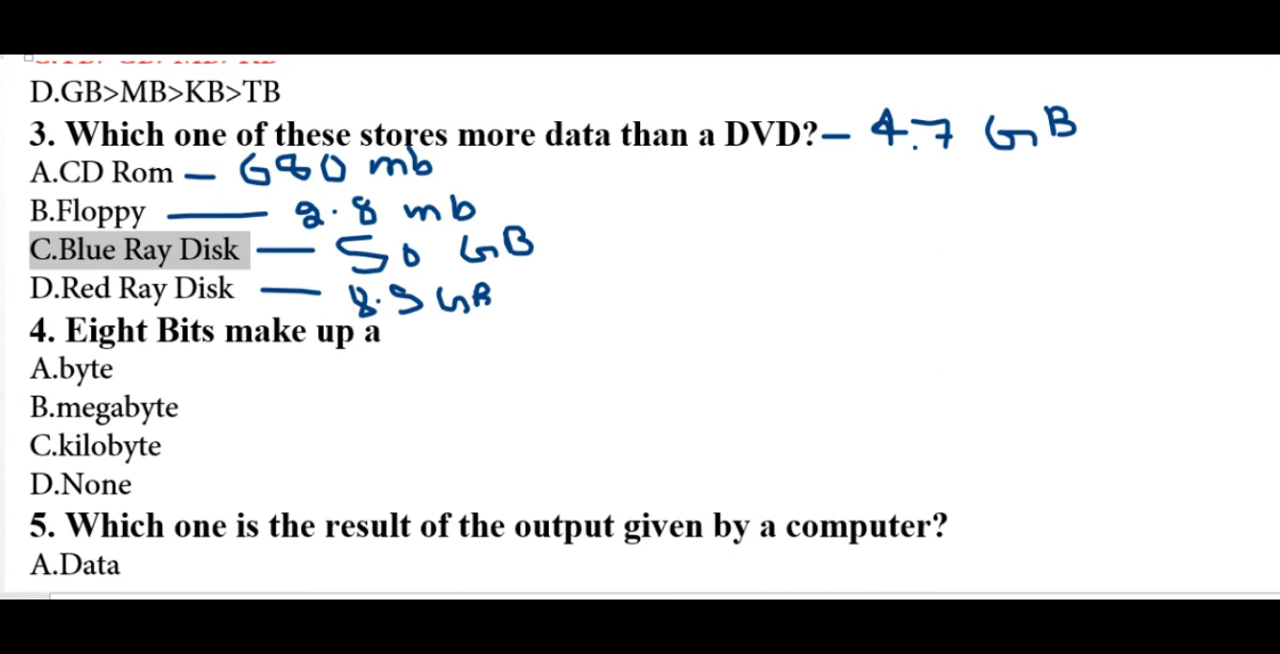 D.GB>MB>KB>TB
3. Which one of these stores more data than a DVD? — 4.7 GB
A.CD Rom — 680 mb
B.Floppy — 2.8 mb
C.Blue Ray Disk — 50 GB
D.Red Ray Disk — 8.5 GB
4. Eight Bits make up a
A.byte
B.megabyte
C.kilobyte
D.None
5. Which one is the result of the output given by a computer?
A.Data